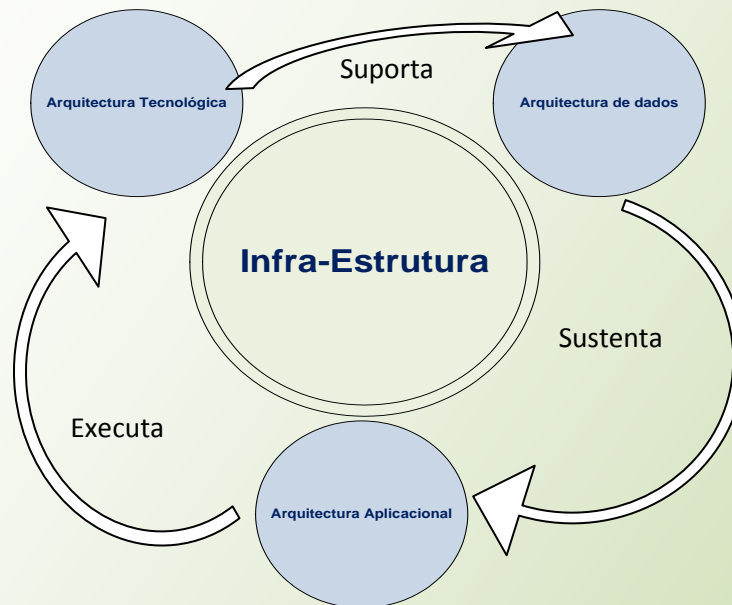 Suporta
Arquitectura Tecnológica
Arquitectura de dados
Infra-Estrutura
Sustenta
Executa
Arquitectura Aplicacional